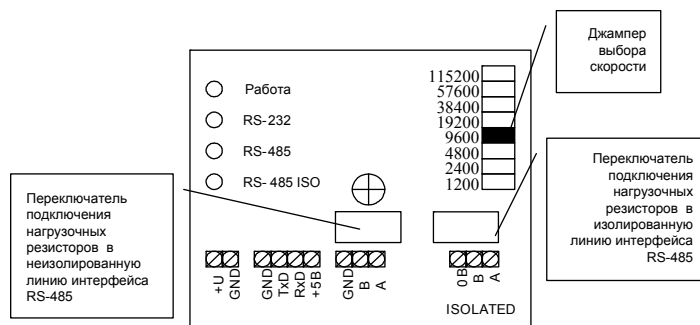 Джампер
выбора
скорости
115200
57600
38400
19200
9600
4800
2400
1200
Работа
RS-232
RS-485
RS- 485 ISO
Переключатель
подключения
нагрузочных
резисторов в
неизолированную
линию интерфейса
RS-485
Переключатель
подключения
нагрузочных
резисторов в
изолированную
линию интерфейса
RS-485
+U
GND
GND
TxD
RxD
+5B
GND
B
A
0B
B
A
ISOLATED